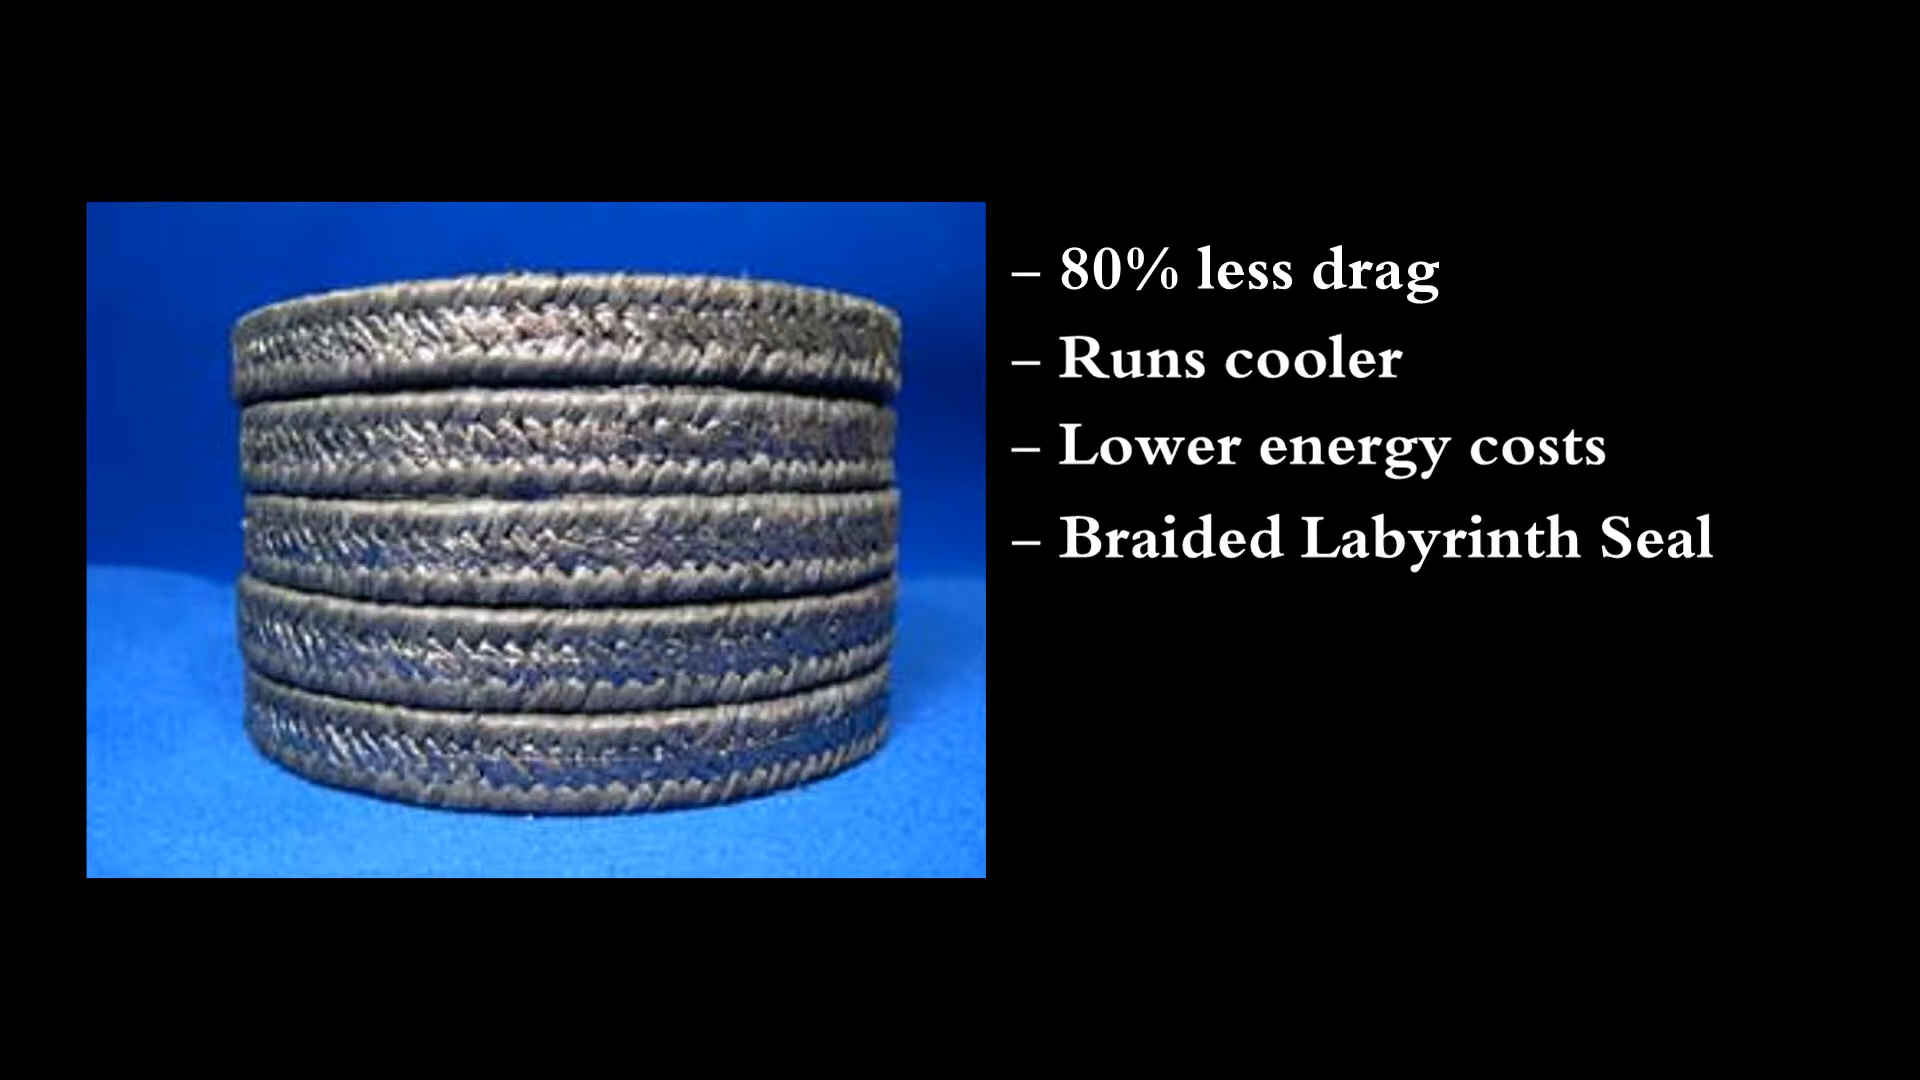 – 80% less drag
– Runs cooler
– Lower energy costs
– Braided Labyrinth Seal